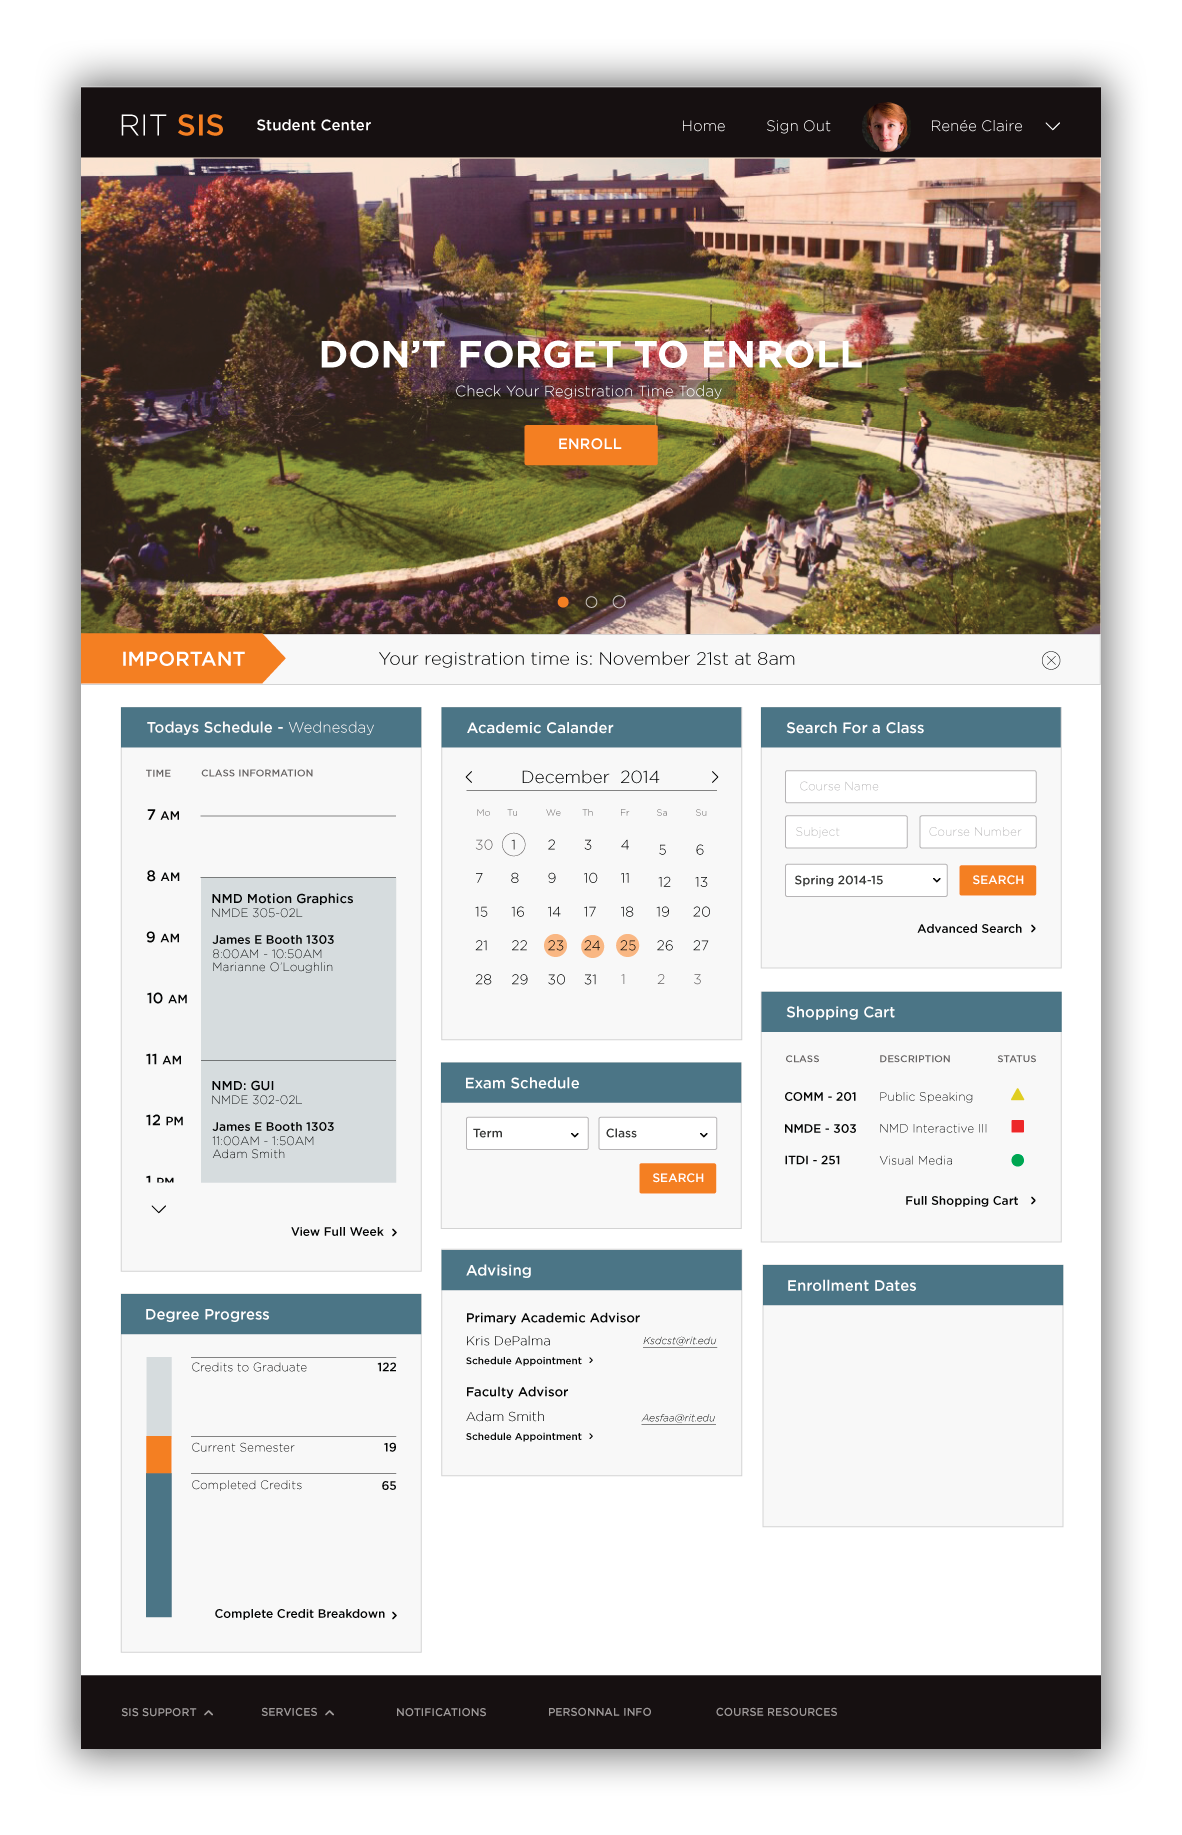 RIT SIS Student Center Home Sign Out Renée Claire
DON'T FORGET TO ENROLL
Check Your Registration Time Today
ENROLL
IMPORTANT Your registration time is: November 21st at 8am
Todays Schedule - Wednesday
TIME CLASS INFORMATION
7 AM
8 AM
NMD Motion Graphics
NMDE 305-02L
9 AM
James E Booth 1303
8:00AM - 10:50AM
Marianne O'Loughlin
10 AM
11 AM
NMD: GUI
NMDE 302-02L
12 PM
James E Booth 1303
11:00AM - 1:50AM
Adam Smith
1 PM
View Full Week
Degree Progress
Credits to Graduate 122
Current Semester 19
Completed Credits 65
Complete Credit Breakdown
Academic Calander
December 2014
Mo Tu We Th Fr Sa Su
30 1 2 3 4 5 6
7 8 9 10 11 12 13
15 16 14 17 18 19 20
21 22 23 24 25 26 27
28 29 30 31 1 2 3
Exam Schedule
Term Class
SEARCH
Advising
Primary Academic Advisor
Kris DePalma Ksdcst@rit.edu
Schedule Appointment
Faculty Advisor
Adam Smith Aesfaa@rit.edu
Schedule Appointment
Search For a Class
Course Name
Subject Course Number
Spring 2014-15 SEARCH
Advanced Search
Shopping Cart
CLASS DESCRIPTION STATUS
COMM - 201 Public Speaking
NMDE - 303 NMD Interactive III
ITDI - 251 Visual Media
Full Shopping Cart
Enrollment Dates
SIS SUPPORT SERVICES NOTIFICATIONS PERSONNAL INFO COURSE RESOURCES